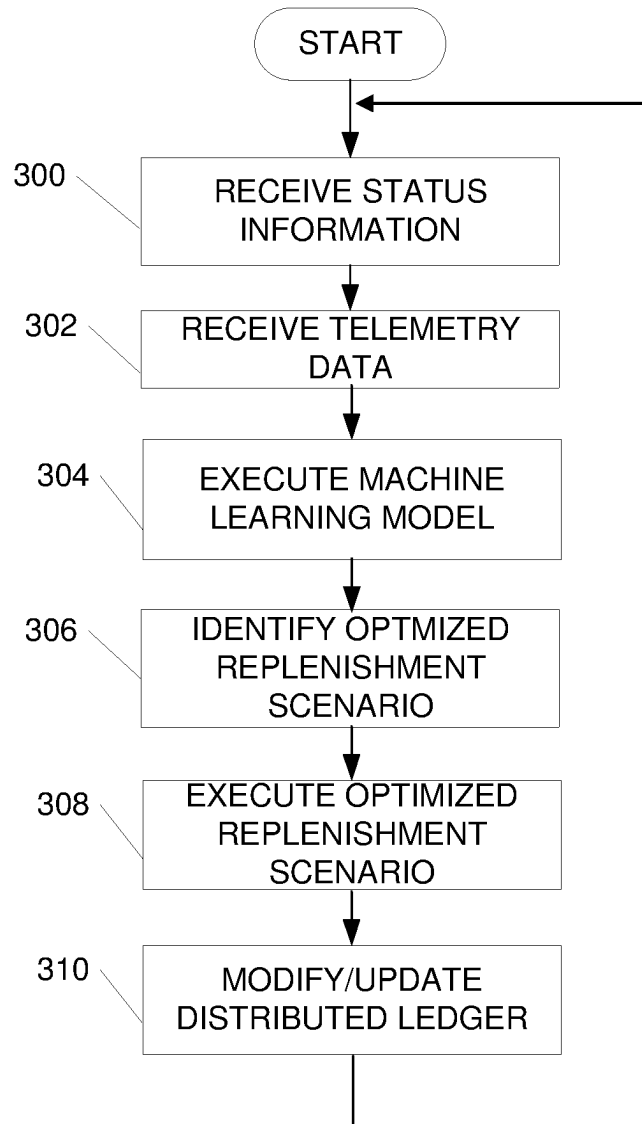 START
300
RECEIVE STATUS
INFORMATION
302
RECEIVE TELEMETRY
DATA
304
EXECUTE MACHINE
LEARNING MODEL
306
IDENTIFY OPTMIZED
REPLENISHMENT
SCENARIO
308
EXECUTE OPTIMIZED
REPLENISHMENT
SCENARIO
310
MODIFY/UPDATE
DISTRIBUTED LEDGER